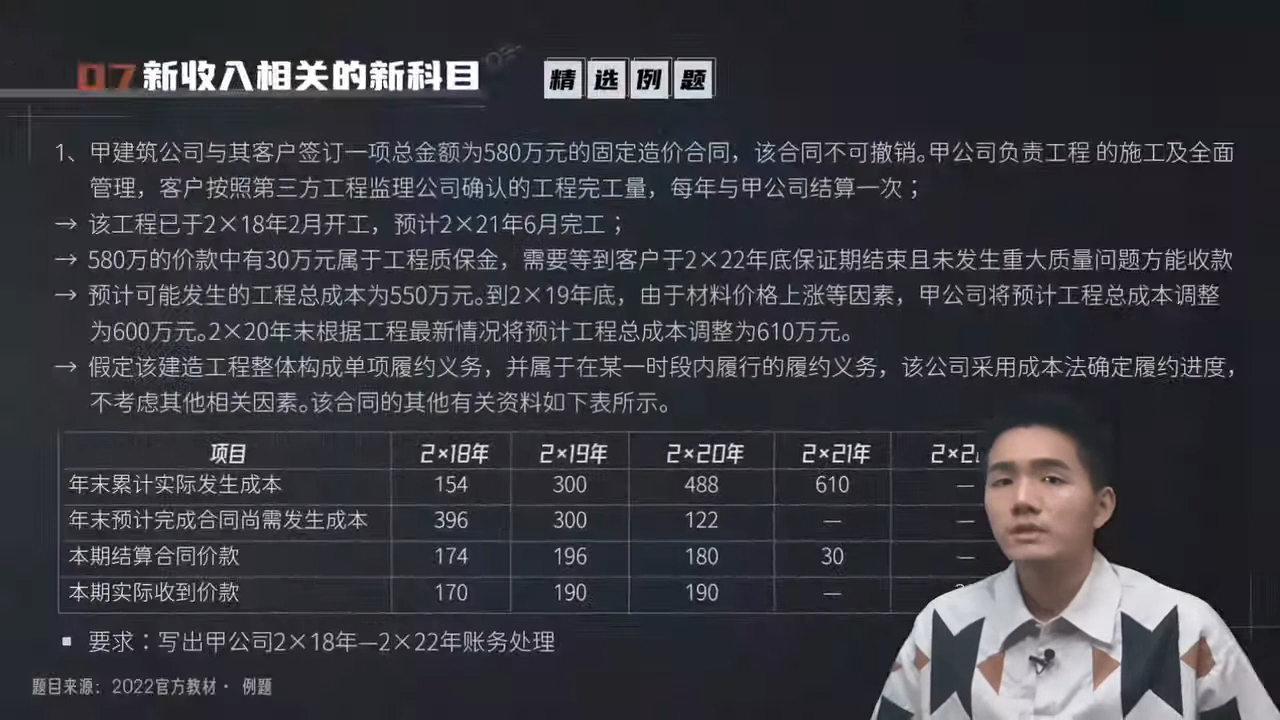 07 新收入相关的新科目 精选例题
1、甲建筑公司与其客户签订一项总金额为580万元的固定造价合同，该合同不可撤销。甲公司负责工程 的施工及全面
管理，客户按照第三方工程监理公司确认的工程完工量，每年与甲公司结算一次；
→ 该工程已于2×18年2月开工，预计2×21年6月完工；
→ 580万的价款中有30万元属于工程质保金，需要等到客户于2×22年底保证期结束且未发生重大质量问题方能收款
→ 预计可能发生的工程总成本为550万元。到2×19年底，由于材料价格上涨等因素，甲公司将预计工程总成本调整
为600万元。2×20年末根据工程最新情况将预计工程总成本调整为610万元。
→ 假定该建造工程整体构成单项履约义务，并属于在某一时段内履行的履约义务，该公司采用成本法确定履约进度，
不考虑其他相关因素。该合同的其他有关资料如下表所示。
项目 2×18年 2×19年 2×20年 2×21年
年末累计实际发生成本 154 300 488 610 —
年末预计完成合同尚需发生成本 396 300 122 — —
本期结算合同价款 174 196 180 30 —
本期实际收到价款 170 190 190 —
▪ 要求：写出甲公司2×18年—2×22年账务处理
题目来源：2022官方教材· 例题